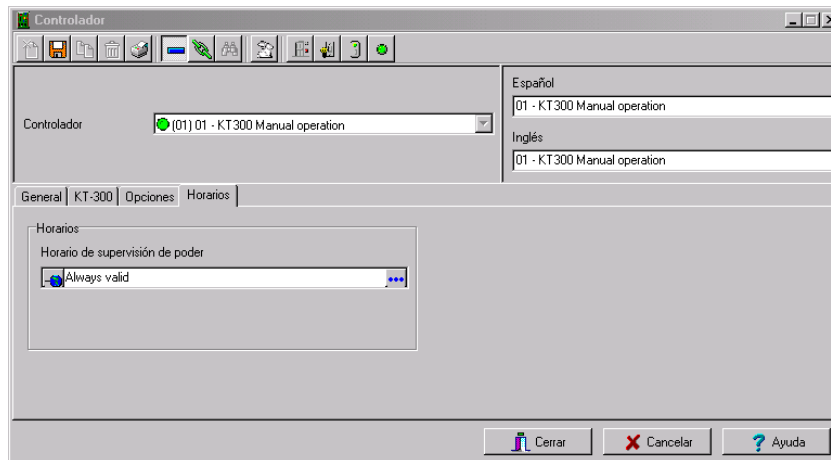 Controlador
Español
01 - KT300 Manual operation
Controlador
(01) 01 - KT300 Manual operation
Inglés
01 - KT300 Manual operation
General KT-300 Opciones Horarios
Horarios
Horario de supervisión de poder
Always valid
Cerrar Cancelar Ayuda